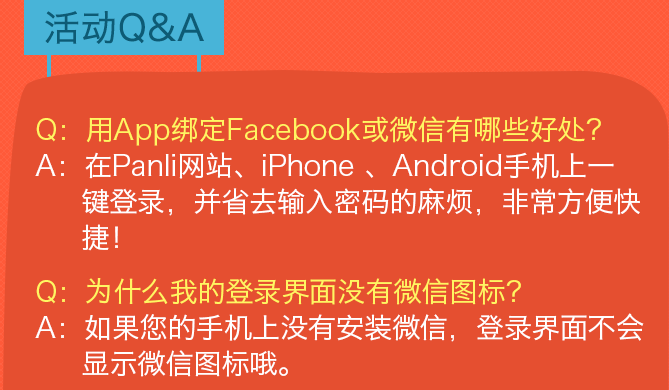 活动Q&A
Q：用App绑定Facebook或微信有哪些好处？
A：在Panli网站、iPhone 、Android手机上一
键登录，并省去输入密码的麻烦，非常方便快
捷！
Q：为什么我的登录界面没有微信图标？
A：如果您的手机上没有安装微信，登录界面不会
显示微信图标哦。